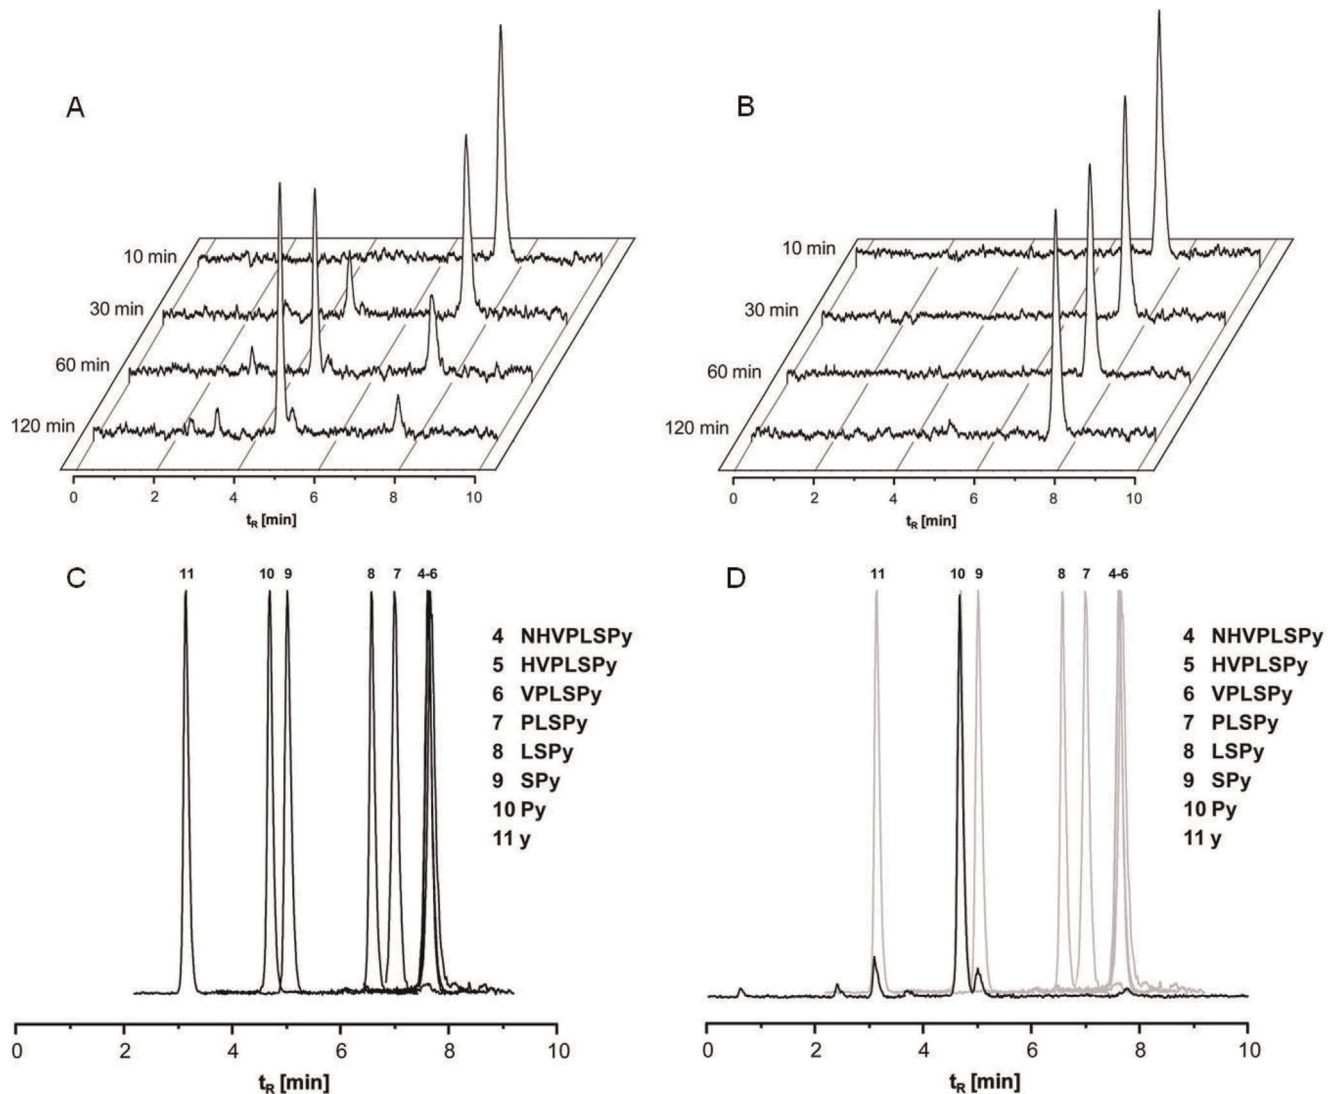 A
10 min
30 min
60 min
120 min
0 2 4 6 8 10
tR [min]
B
10 min
30 min
60 min
120 min
0 2 4 6 8 10
tR [min]
C
11 10 9 8 7 4-6
4 NHVPLSPy
5 HVPLSPy
6 VPLSPy
7 PLSPy
8 LSPy
9 SPy
10 Py
11 y
0 2 4 6 8 10
tR [min]
D
11 10 9 8 7 4-6
4 NHVPLSPy
5 HVPLSPy
6 VPLSPy
7 PLSPy
8 LSPy
9 SPy
10 Py
11 y
0 2 4 6 8 10
tR [min]